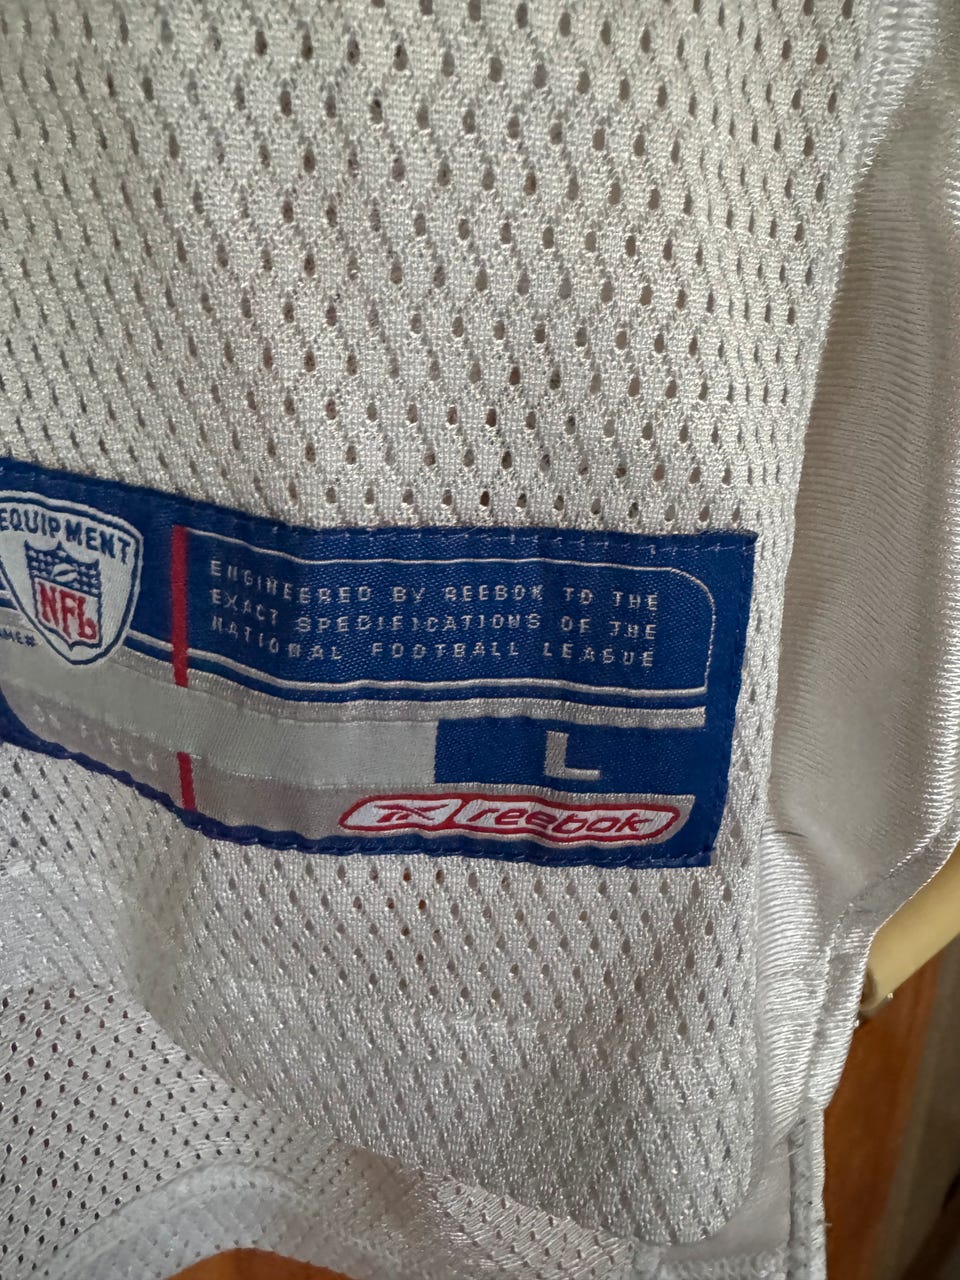 EQUIPMENT
NFL
ENGINEERED BY REEBOK TO THE
EXACT SPECIFICATIONS OF THE
NATIONAL FOOTBALL LEAGUE
L
reebok